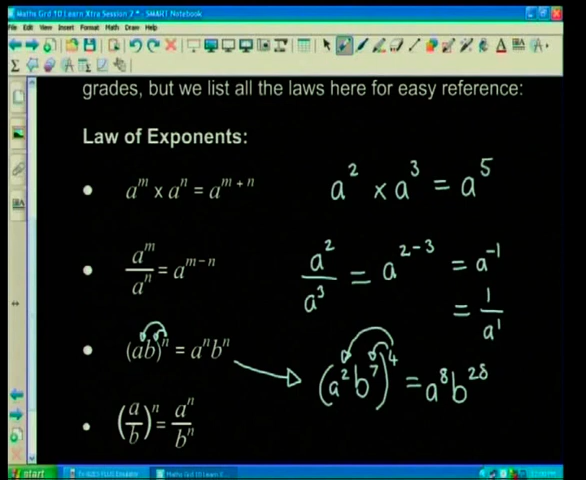 Maths Grd 10 Learn Xtra Session 7 * - SMART Notebook
File Edit View Insert Format Math Draw Help
grades, but we list all the laws here for easy reference:
Law of Exponents:
• a^m x a^n = a^{m + n} a^2 x a^3 = a^5
• a^m/a^n = a^{m – n} a^2/a^3 = a^{2-3} = a^{-1}
= 1/a^1
• (ab)^n = a^n b^n (a^2 b^7)^4 = a^8 b^{28}
• (a/b)^n = a^n/b^n
start